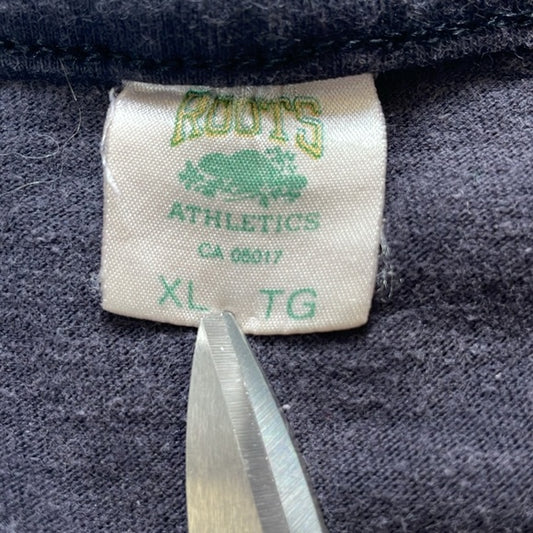 ROOTS
ATHLETICS
CA 05017
XL TG